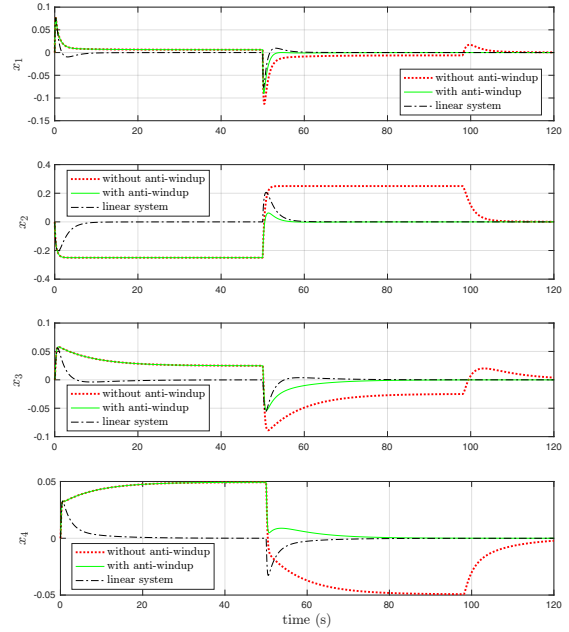 0.1
0.05
0
-0.05
-0.1
-0.15
x1
without anti-windup
with anti-windup
linear system
0 20 40 60 80 100 120
0.4
0.2
0
-0.2
-0.4
x2
without anti-windup
with anti-windup
linear system
0 20 40 60 80 100 120
0.1
0.05
0
-0.05
-0.1
x3
without anti-windup
with anti-windup
linear system
0 20 40 60 80 100 120
0.05
0
-0.05
x4
without anti-windup
with anti-windup
linear system
0 20 40 60 80 100 120
time (s)